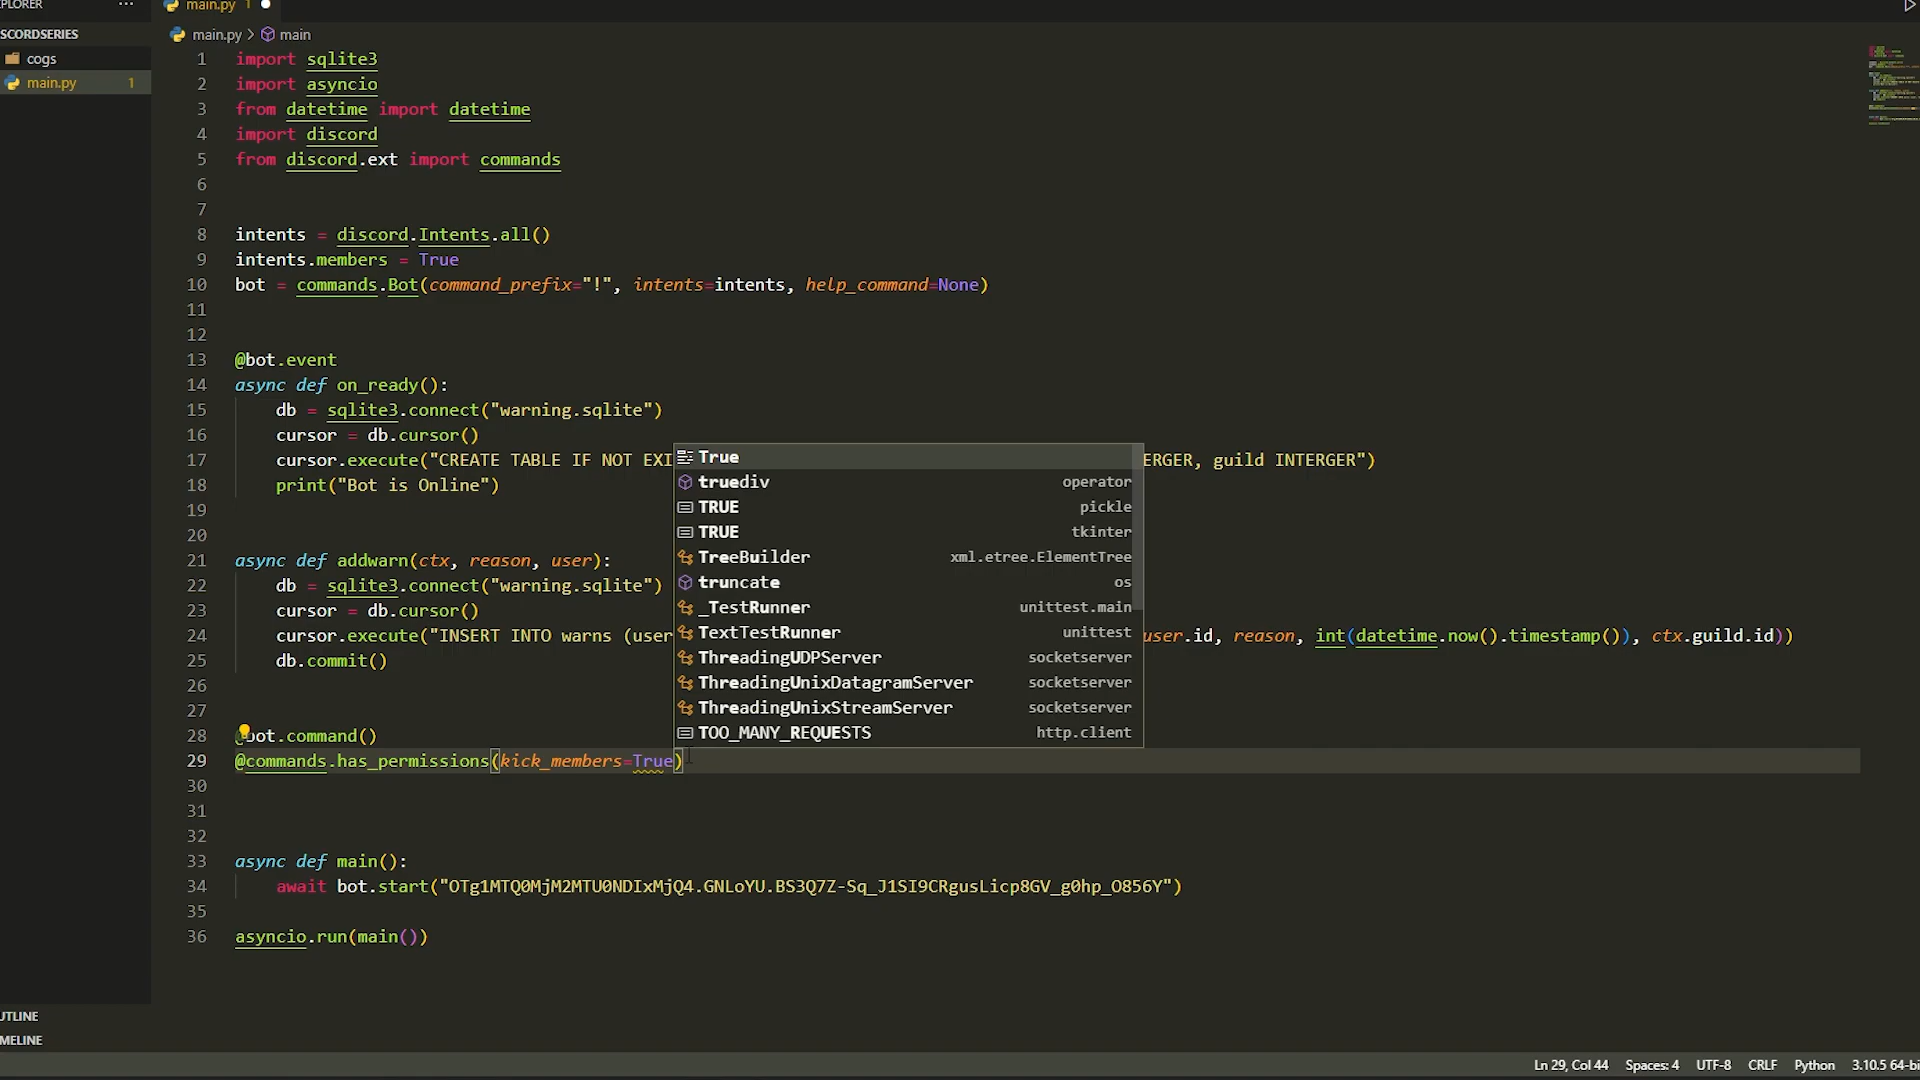 PLORER ···
main.py 1
SCORDSERIES
cogs
main.py 1
main.py > main
1 import sqlite3
2 import asyncio
3 from datetime import datetime
4 import discord
5 from discord.ext import commands
6
7
8 intents = discord.Intents.all()
9 intents.members = True
10 bot = commands.Bot(command_prefix="!", intents=intents, help_command=None)
11
12
13 @bot.event
14 async def on_ready():
15 db = sqlite3.connect("warning.sqlite")
16 cursor = db.cursor()
17 cursor.execute("CREATE TABLE IF NOT EXI ERGER, guild INTERGER")
18 print("Bot is Online")
19
20
21 async def addwarn(ctx, reason, user):
22 db = sqlite3.connect("warning.sqlite")
23 cursor = db.cursor()
24 cursor.execute("INSERT INTO warns (user user.id, reason, int(datetime.now().timestamp()), ctx.guild.id))
25 db.commit()
26
27
28 @bot.command()
29 @commands.has_permissions(kick_members=True)
30
31
32
33 async def main():
34 await bot.start("OTg1MTQ0MjM2MTU0NDIxMjQ4.GNLoYU.BS3Q7Z-Sq_J1SI9CRgusLicp8GV_g0hp_O856Y")
35
36 asyncio.run(main())
True
truediv operator
TRUE pickle
TRUE tkinter
TreeBuilder xml.etree.ElementTree
truncate os
_TestRunner unittest.main
TextTestRunner unittest
ThreadingUDPServer socketserver
ThreadingUnixDatagramServer socketserver
ThreadingUnixStreamServer socketserver
TOO_MANY_REQUESTS http.client
UTLINE
MELINE
Ln 29, Col 44 Spaces: 4 UTF-8 CRLF Python 3.10.5 64-bi